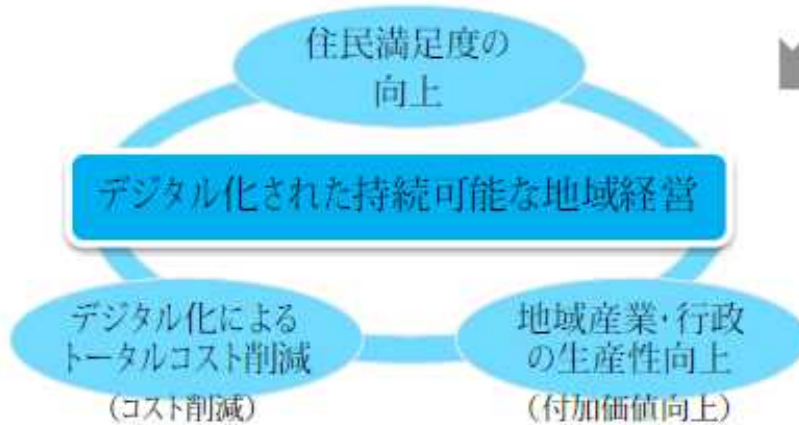 住民満足度の
向上
デジタル化された持続可能な地域経営
デジタル化による
トータルコスト削減
(コスト削減)
地域産業・行政
の生産性向上
(付加価値向上)